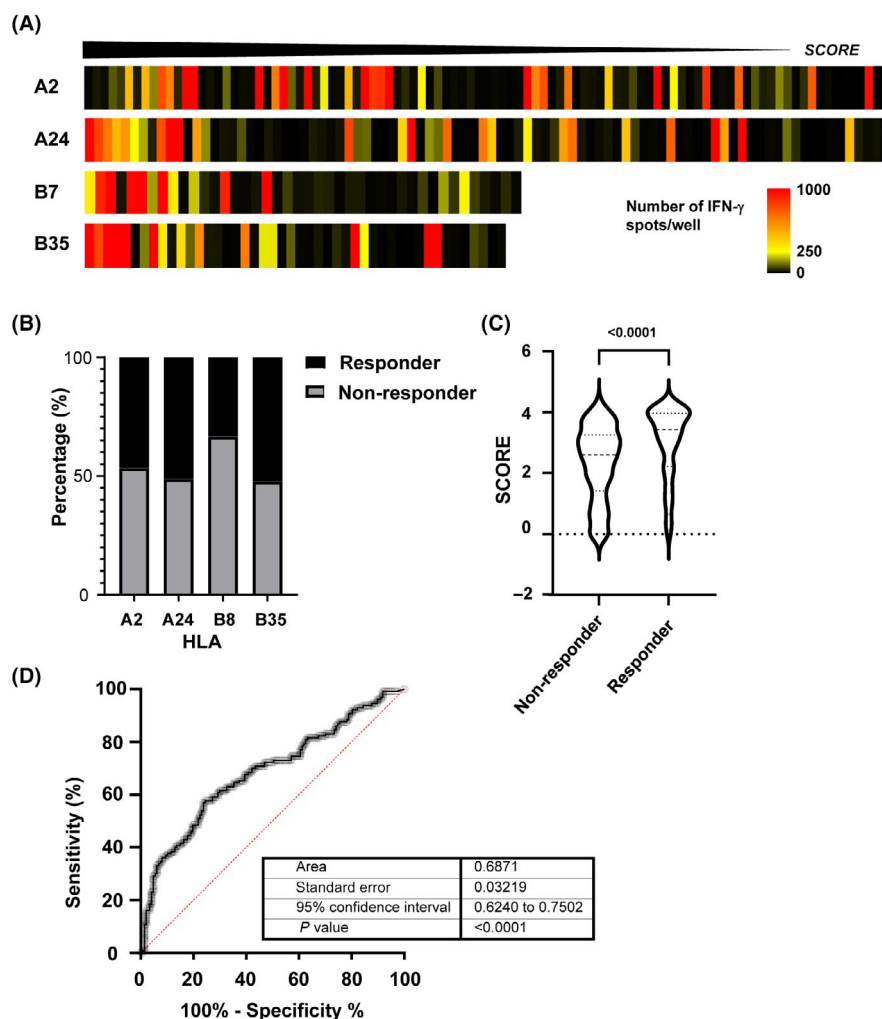 (A)
SCORE
A2
A24
B7
B35
Number of IFN-γ
spots/well
1000
250
0
(B)
100
50
0
Percentage (%)
A2 A24 B8 B35
HLA
Responder
Non-responder
(C)
<0.0001
6
4
2
0
–2
SCORE
Non-responder
Responder
(D)
100
80
60
40
20
0
Sensitivity (%)
0 20 40 60 80 100
100% - Specificity %
Area 0.6871
Standard error 0.03219
95% confidence interval 0.6240 to 0.7502
P value <0.0001